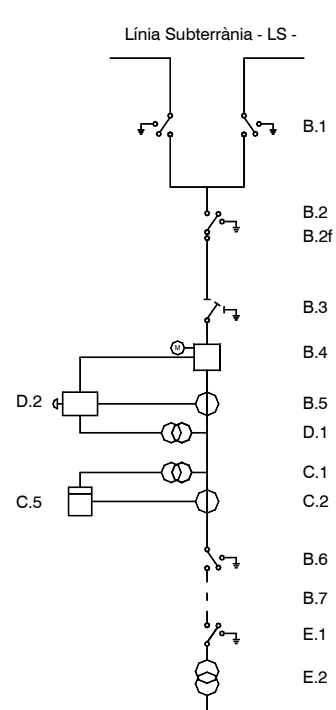 Línia Subterrània - LS -
B.1
B.2
B.2f
B.3
M
B.4
D.2
B.5
D.1
C.1
C.5
C.2
B.6
B.7
E.1
E.2